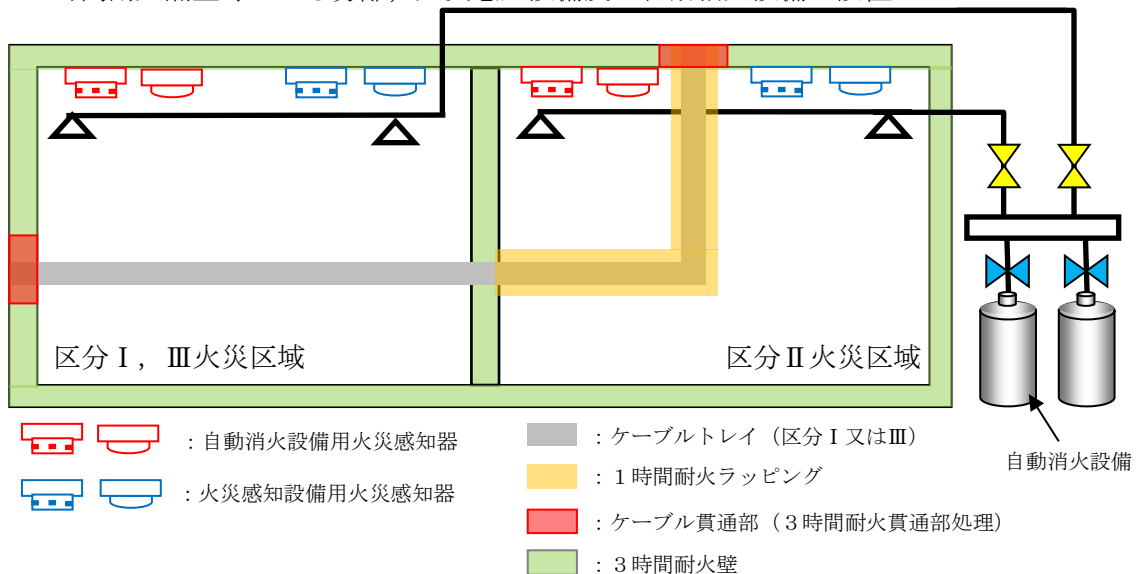 区分Ⅰ，Ⅲ火災区域
区分Ⅱ火災区域
：自動消火設備用火災感知器
：火災感知設備用火災感知器
：ケーブルトレイ（区分Ⅰ又はⅢ）
：１時間耐火ラッピング
：ケーブル貫通部（３時間耐火貫通部処理）
：３時間耐火壁
自動消火設備